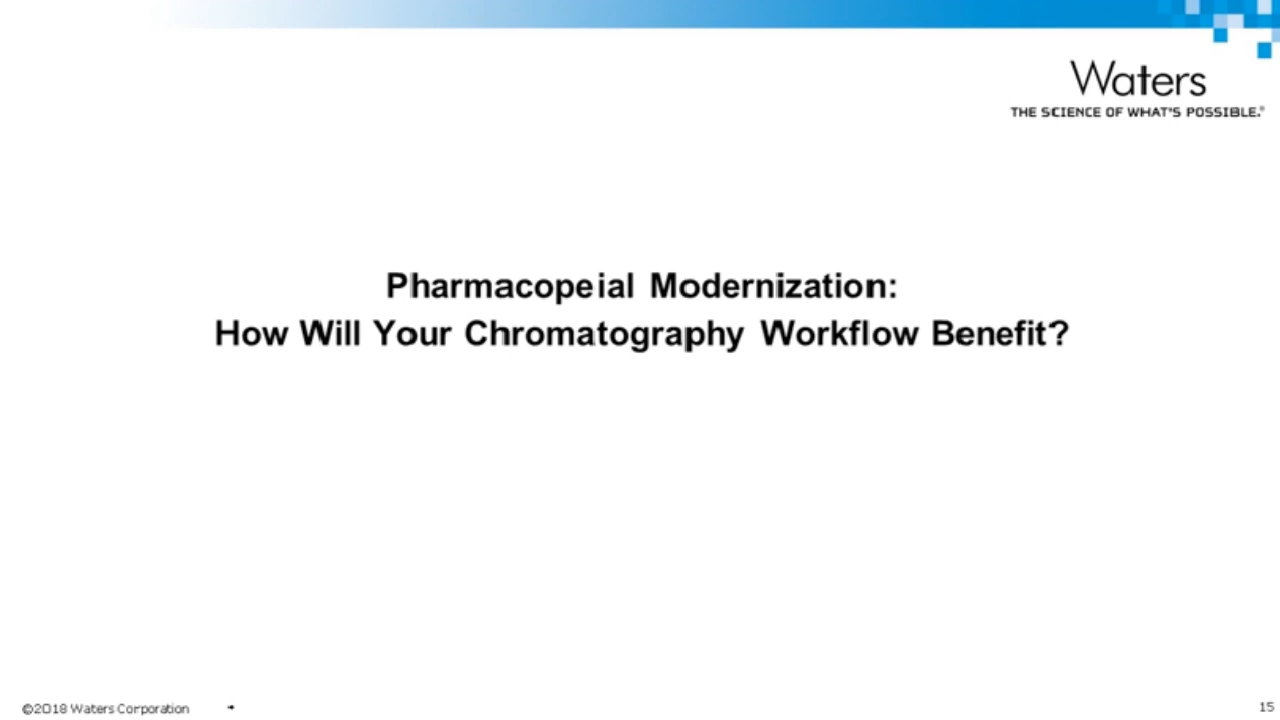 Waters
THE SCIENCE OF WHAT'S POSSIBLE.®
Pharmacopeial Modernization:
How Will Your Chromatography Workflow Benefit?
©2018 Waters Corporation
15